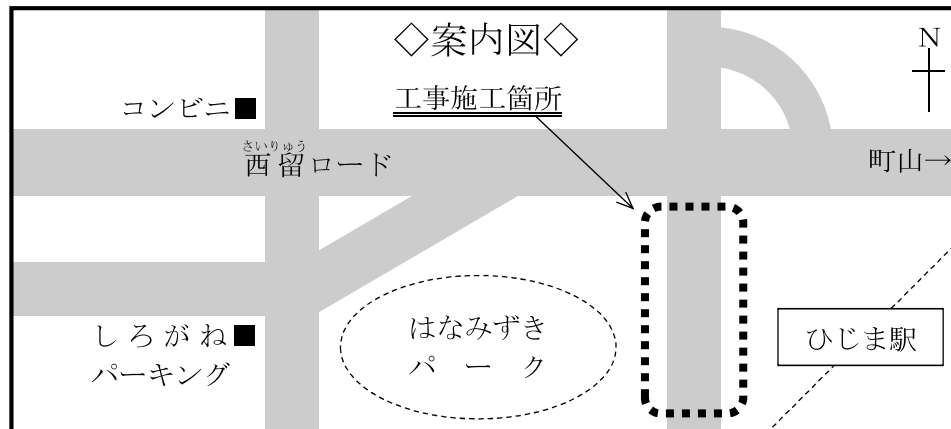 ◇案内図◇
N
工事施工箇所
コンビニ■
さいりゅう
西留ロード
町山→
しろがね■
パーキング
はなみずき
パーク
ひじま駅